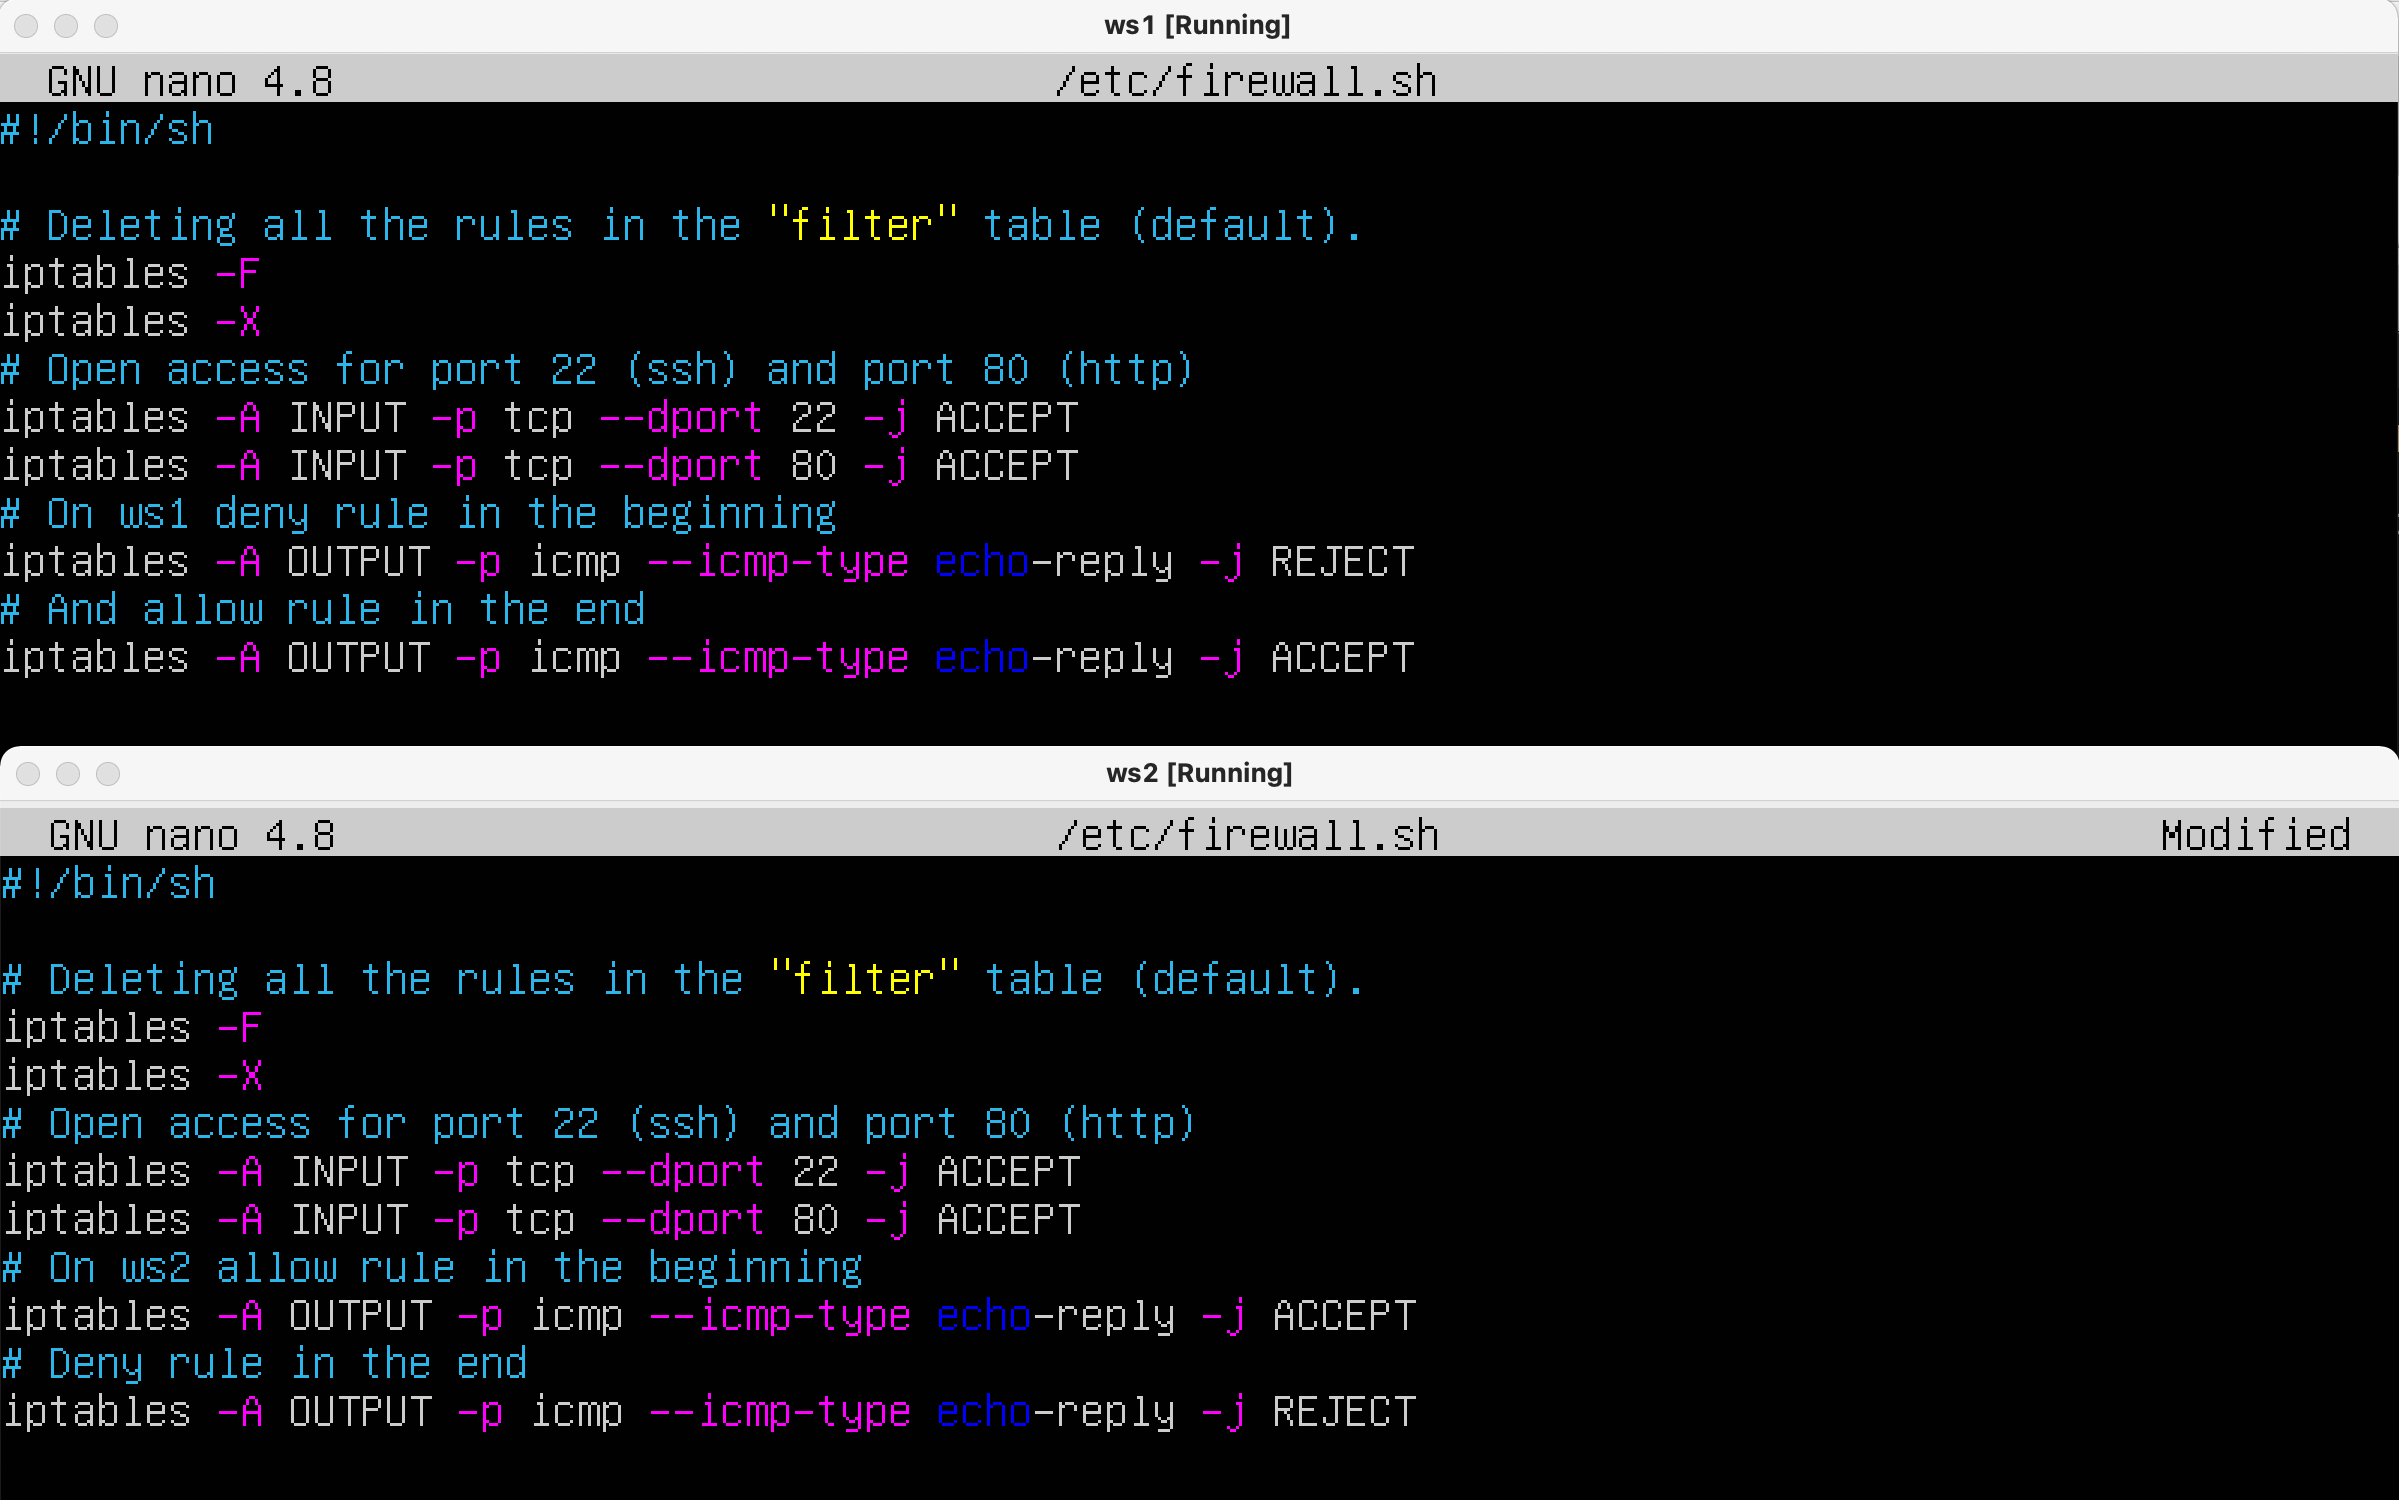 ws1 [Running]
GNU nano 4.8 /etc/firewall.sh
#!/bin/sh
# Deleting all the rules in the "filter" table (default).
iptables -F
iptables -X
# Open access for port 22 (ssh) and port 80 (http)
iptables -A INPUT -p tcp --dport 22 -j ACCEPT
iptables -A INPUT -p tcp --dport 80 -j ACCEPT
# On ws1 deny rule in the beginning
iptables -A OUTPUT -p icmp --icmp-type echo-reply -j REJECT
# And allow rule in the end
iptables -A OUTPUT -p icmp --icmp-type echo-reply -j ACCEPT
ws2 [Running]
GNU nano 4.8 /etc/firewall.sh Modified
#!/bin/sh
# Deleting all the rules in the "filter" table (default).
iptables -F
iptables -X
# Open access for port 22 (ssh) and port 80 (http)
iptables -A INPUT -p tcp --dport 22 -j ACCEPT
iptables -A INPUT -p tcp --dport 80 -j ACCEPT
# On ws2 allow rule in the beginning
iptables -A OUTPUT -p icmp --icmp-type echo-reply -j ACCEPT
# Deny rule in the end
iptables -A OUTPUT -p icmp --icmp-type echo-reply -j REJECT